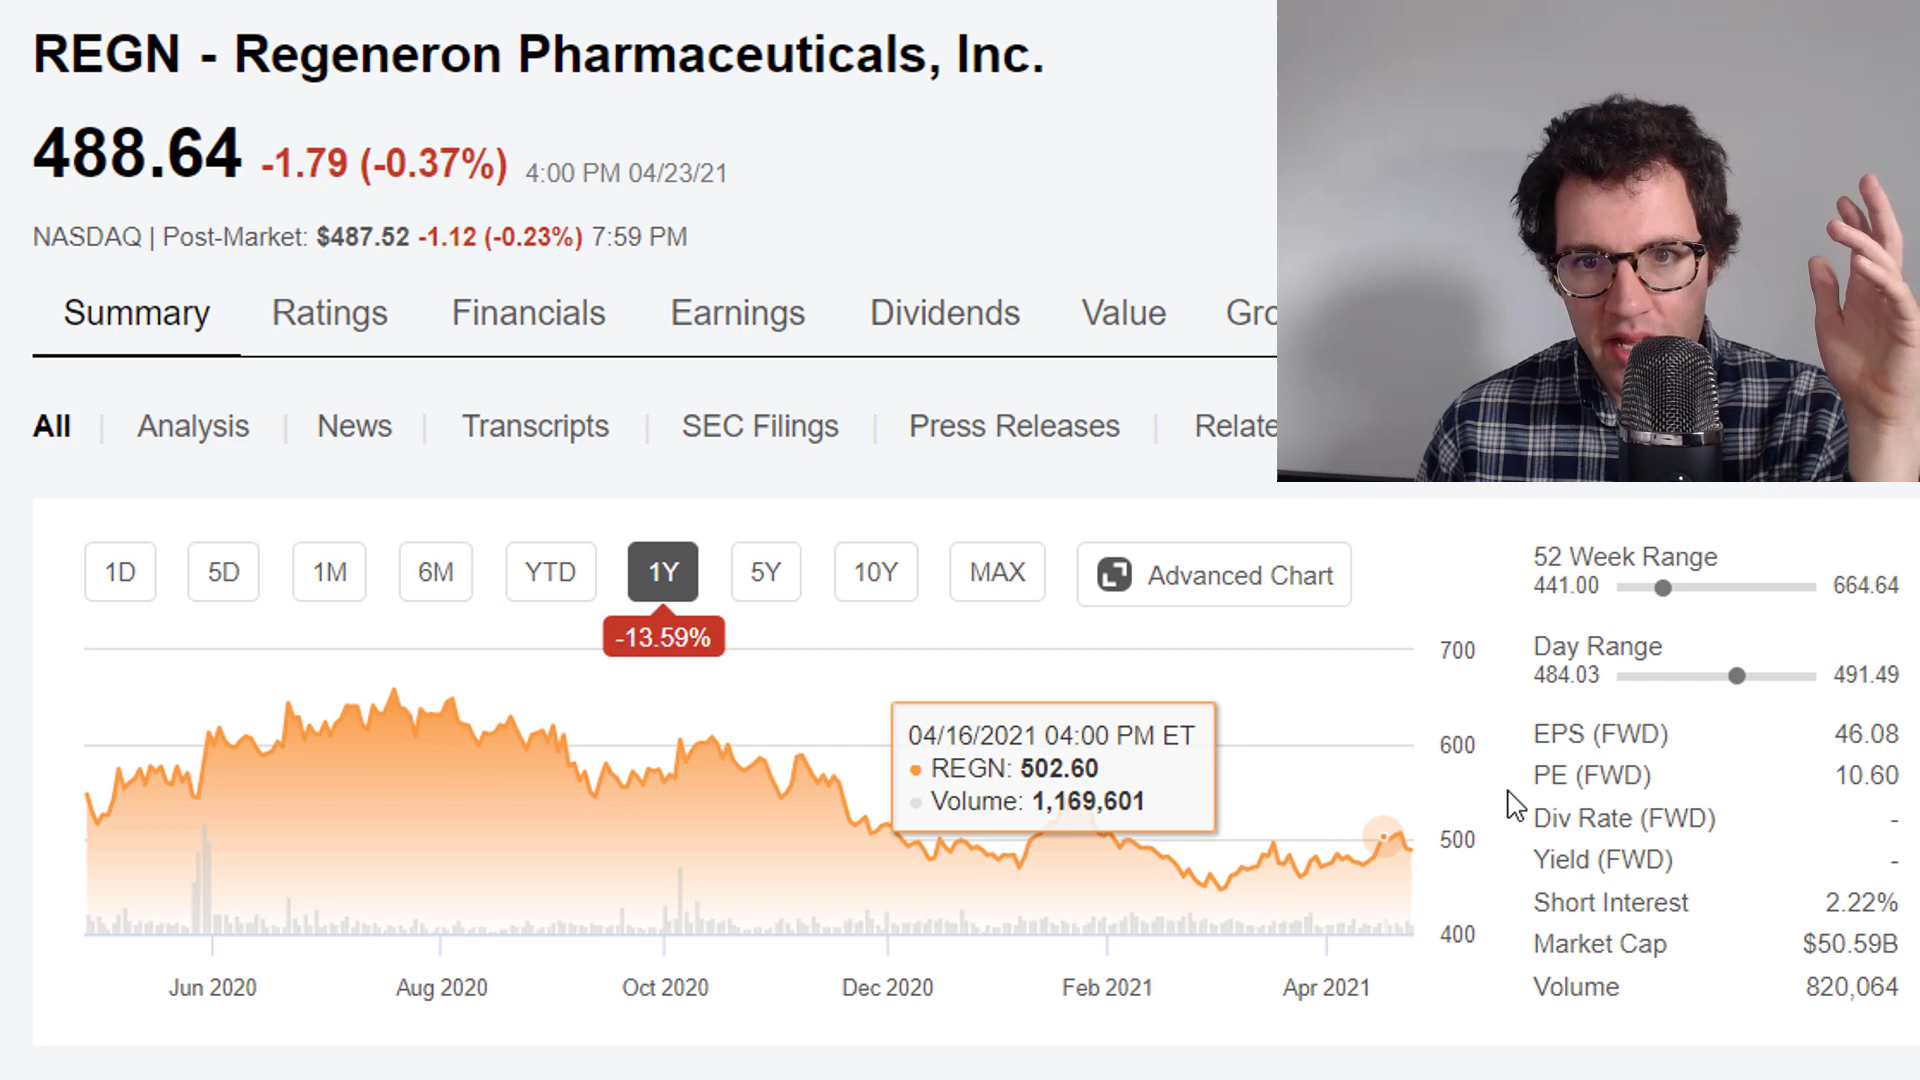 REGN - Regeneron Pharmaceuticals, Inc.
488.64 -1.79 (-0.37%) 4:00 PM 04/23/21
NASDAQ | Post-Market: $487.52 -1.12 (-0.23%) 7:59 PM
Summary Ratings Financials Earnings Dividends Value Gro
All | Analysis | News | Transcripts | SEC Filings | Press Releases | Relate
1D 5D 1M 6M YTD 1Y 5Y 10Y MAX Advanced Chart
-13.59%
700
600
500
400
04/16/2021 04:00 PM ET
REGN: 502.60
Volume: 1,169,601
Jun 2020 Aug 2020 Oct 2020 Dec 2020 Feb 2021 Apr 2021
52 Week Range
441.00 664.64
Day Range
484.03 491.49
EPS (FWD) 46.08
PE (FWD) 10.60
Div Rate (FWD) -
Yield (FWD) -
Short Interest 2.22%
Market Cap $50.59B
Volume 820,064